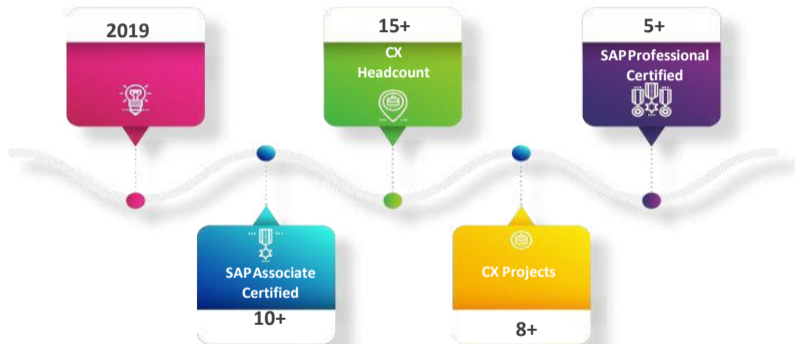 2019
15+
CX
Headcount
5+
SAP Professional
Certified
SAP Associate
Certified
10+
CX Projects
8+